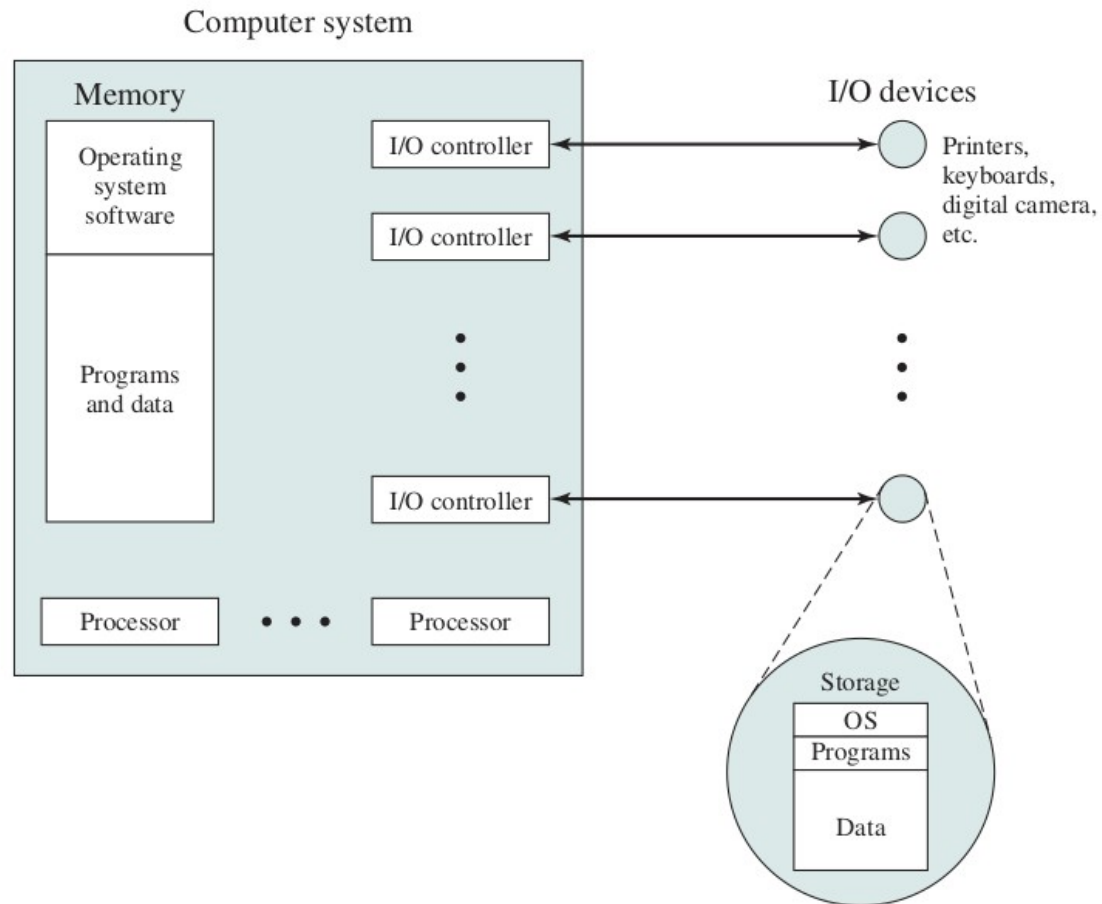 Computer system
Memory
Operating
system
software
Programs
and data
I/O controller
I/O controller
I/O controller
Processor
Processor
I/O devices
Printers,
keyboards,
digital camera,
etc.
Storage
OS
Programs
Data